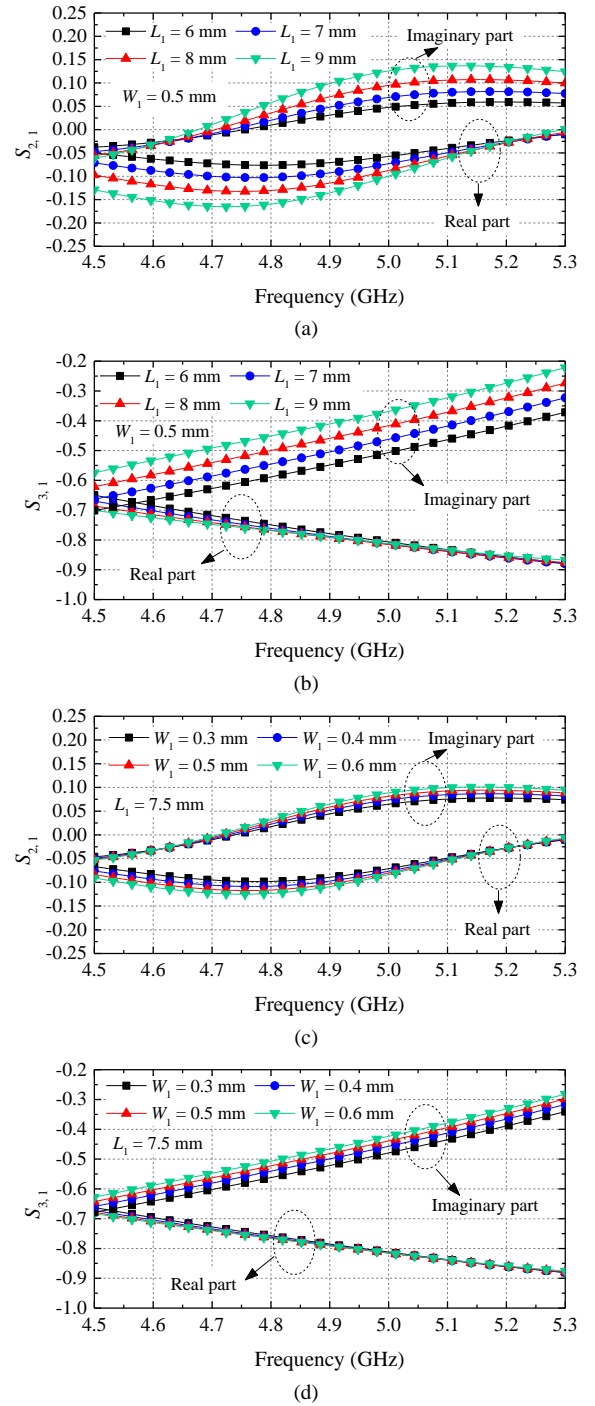 0.25
0.20
0.15
0.10
0.05
0.00
-0.05
-0.10
-0.15
-0.20
0.25
S2, 1
L1 = 6 mm L1 = 7 mm
L1 = 8 mm L1 = 9 mm
W1 = 0.5 mm
Imaginary part
Real part
4.5 4.6 4.7 4.8 4.9 5.0 5.1 5.2 5.3
Frequency (GHz)
(a)
-0.2
-0.3
-0.4
-0.5
-0.6
-0.7
-0.8
-0.9
-1.0
S3, 1
L1 = 6 mm L1 = 7 mm
L1 = 8 mm L1 = 9 mm
W1 = 0.5 mm
Imaginary part
Real part
4.5 4.6 4.7 4.8 4.9 5.0 5.1 5.2 5.3
Frequency (GHz)
(b)
0.25
0.20
0.15
0.10
0.05
0.00
-0.05
-0.10
-0.15
-0.20
-0.25
S2, 1
W1 = 0.3 mm W1 = 0.4 mm
W1 = 0.5 mm W1 = 0.6 mm
L1 = 7.5 mm
Imaginary part
Real part
4.5 4.6 4.7 4.8 4.9 5.0 5.1 5.2 5.3
Frequency (GHz)
(c)
-0.2
-0.3
-0.4
-0.5
-0.6
-0.7
-0.8
-0.9
-1.0
S3, 1
W1 = 0.3 mm W1 = 0.4 mm
W1 = 0.5 mm W1 = 0.6 mm
L1 = 7.5 mm
Imaginary part
Real part
4.5 4.6 4.7 4.8 4.9 5.0 5.1 5.2 5.3
Frequency (GHz)
(d)